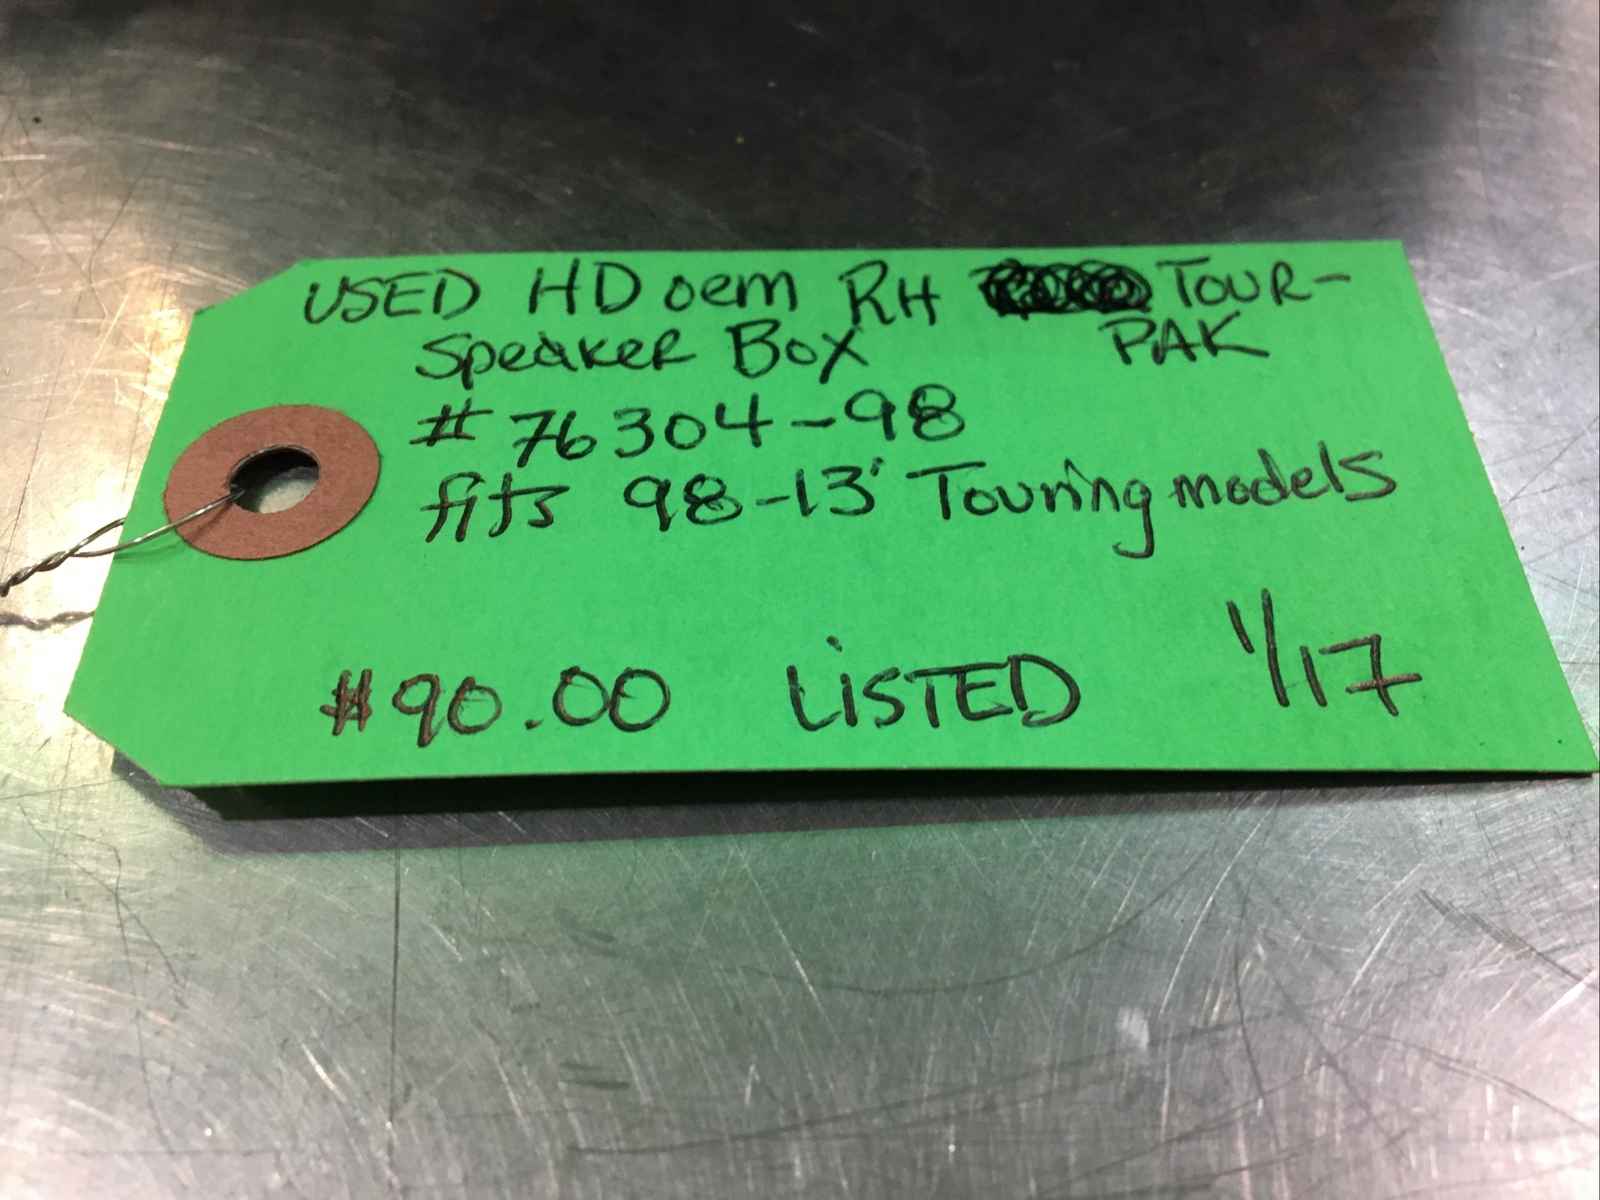 USED HD oem RH TOUR-
Speaker Box PAK
# 76304-98
fits 98-13' Touring models
$90.00 LiSTED 1/17